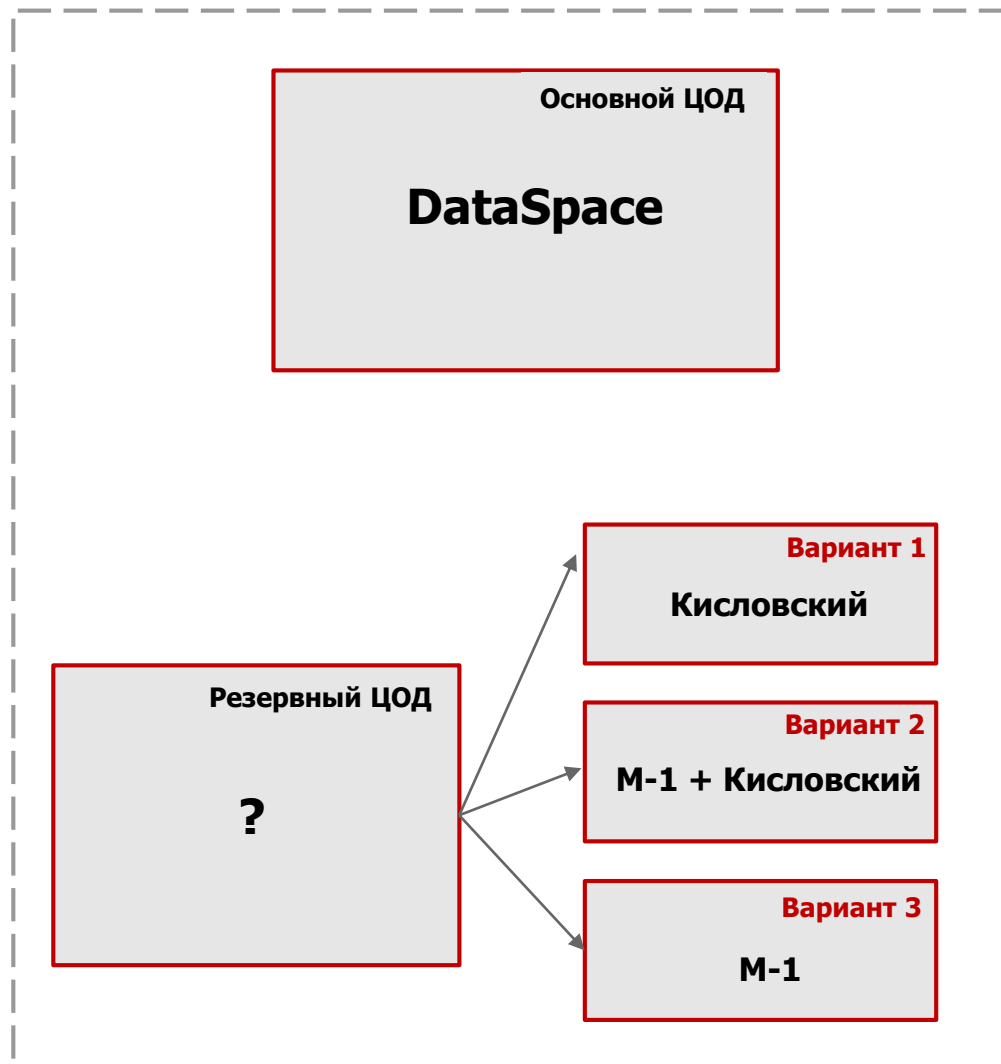 Основной ЦОД
DataSpace
Вариант 1
Кисловский
Резервный ЦОД
?
Вариант 2
М-1 + Кисловский
Вариант 3
М-1